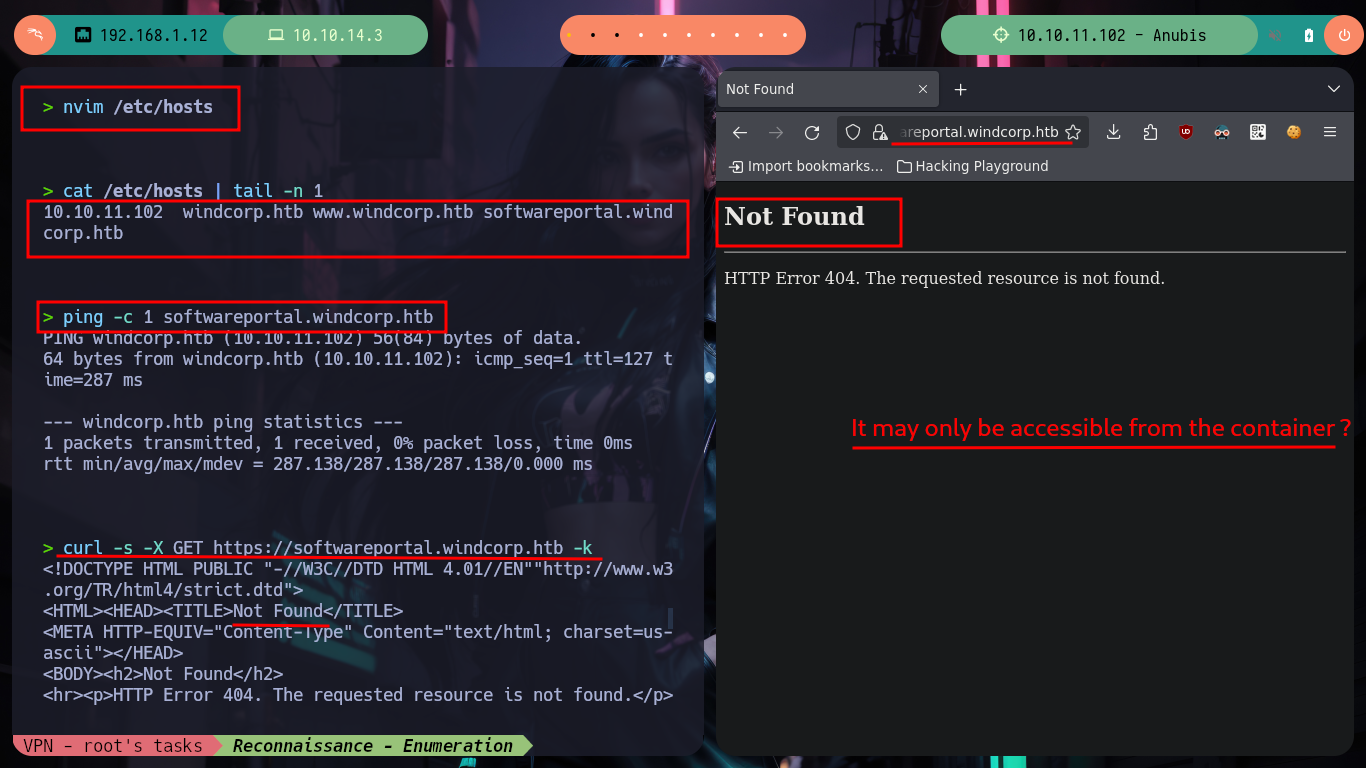 192.168.1.12 10.10.14.3 10.10.11.102 - Anubis
> nvim /etc/hosts
> cat /etc/hosts | tail -n 1
10.10.11.102  windcorp.htb www.windcorp.htb softwareportal.wind
corp.htb
> ping -c 1 softwareportal.windcorp.htb
PING windcorp.htb (10.10.11.102) 56(84) bytes of data.
64 bytes from windcorp.htb (10.10.11.102): icmp_seq=1 ttl=127 t
ime=287 ms
--- windcorp.htb ping statistics ---
1 packets transmitted, 1 received, 0% packet loss, time 0ms
rtt min/avg/max/mdev = 287.138/287.138/287.138/0.000 ms
> curl -s -X GET https://softwareportal.windcorp.htb -k
<!DOCTYPE HTML PUBLIC "-//W3C//DTD HTML 4.01//EN""http://www.w3
.org/TR/html4/strict.dtd">
<HTML><HEAD><TITLE>Not Found</TITLE>
<META HTTP-EQUIV="Content-Type" Content="text/html; charset=us-
ascii"></HEAD>
<BODY><h2>Not Found</h2>
<hr><p>HTTP Error 404. The requested resource is not found.</p>
VPN - root's tasks Reconnaissance - Enumeration
Not Found
areportal.windcorp.htb
Import bookmarks... Hacking Playground
Not Found
HTTP Error 404. The requested resource is not found.
It may only be accessible from the container ?